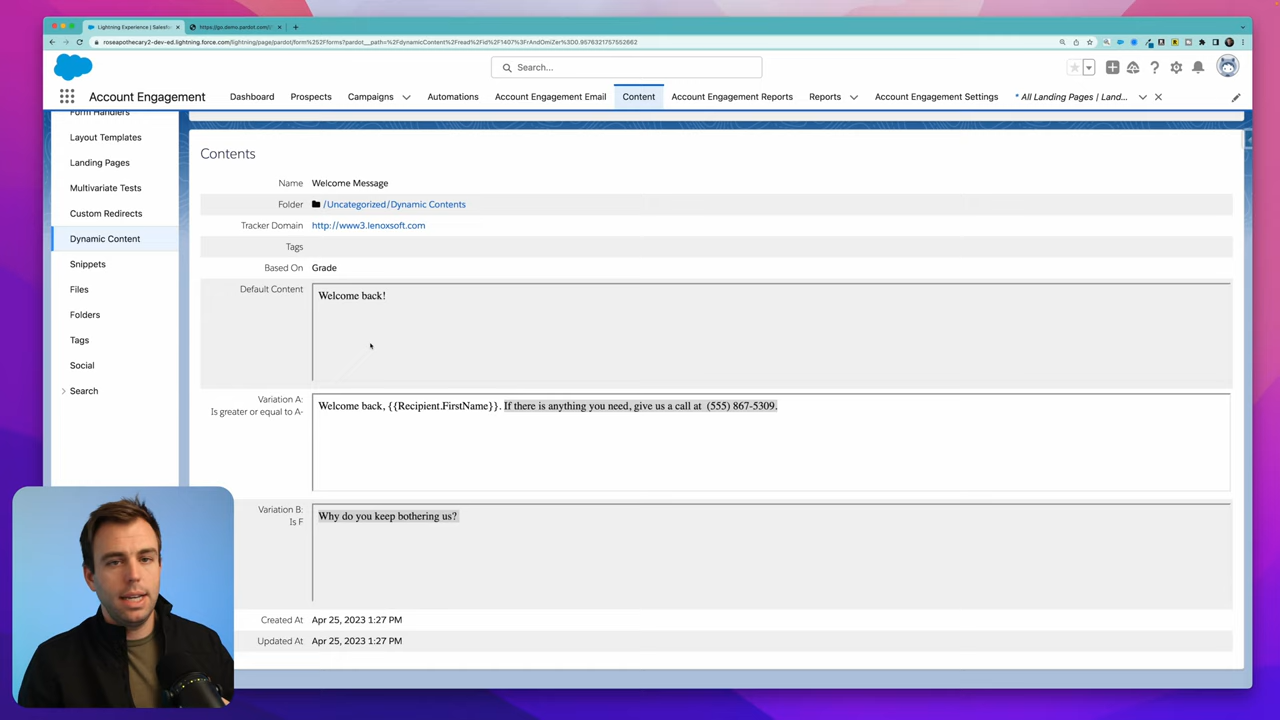 Lightning Experience | Salesf
https://go.demo.pardot.com/
roseapothecary2-dev-ed.lightning.force.com/lightning/page/pardot/form%252Fforms?pardot__path=%2FdynamicContent%2Fread%2Fid%2F1407%3FrAndOmiZer%3D0.9576321757552662
Search...
Account Engagement
Dashboard
Prospects
Campaigns
Automations
Account Engagement Email
Content
Account Engagement Reports
Reports
Account Engagement Settings
* All Landing Pages | Land...
Form Handlers
Layout Templates
Landing Pages
Multivariate Tests
Custom Redirects
Dynamic Content
Snippets
Files
Folders
Tags
Social
Search
Contents
Name Welcome Message
Folder /Uncategorized/Dynamic Contents
Tracker Domain http://www3.lenoxsoft.com
Tags
Based On Grade
Default Content Welcome back!
Variation A: Welcome back, {{Recipient.FirstName}}. If there is anything you need, give us a call at (555) 867-5309.
Is greater or equal to A-
Variation B: Why do you keep bothering us?
Is F
Created At Apr 25, 2023 1:27 PM
Updated At Apr 25, 2023 1:27 PM